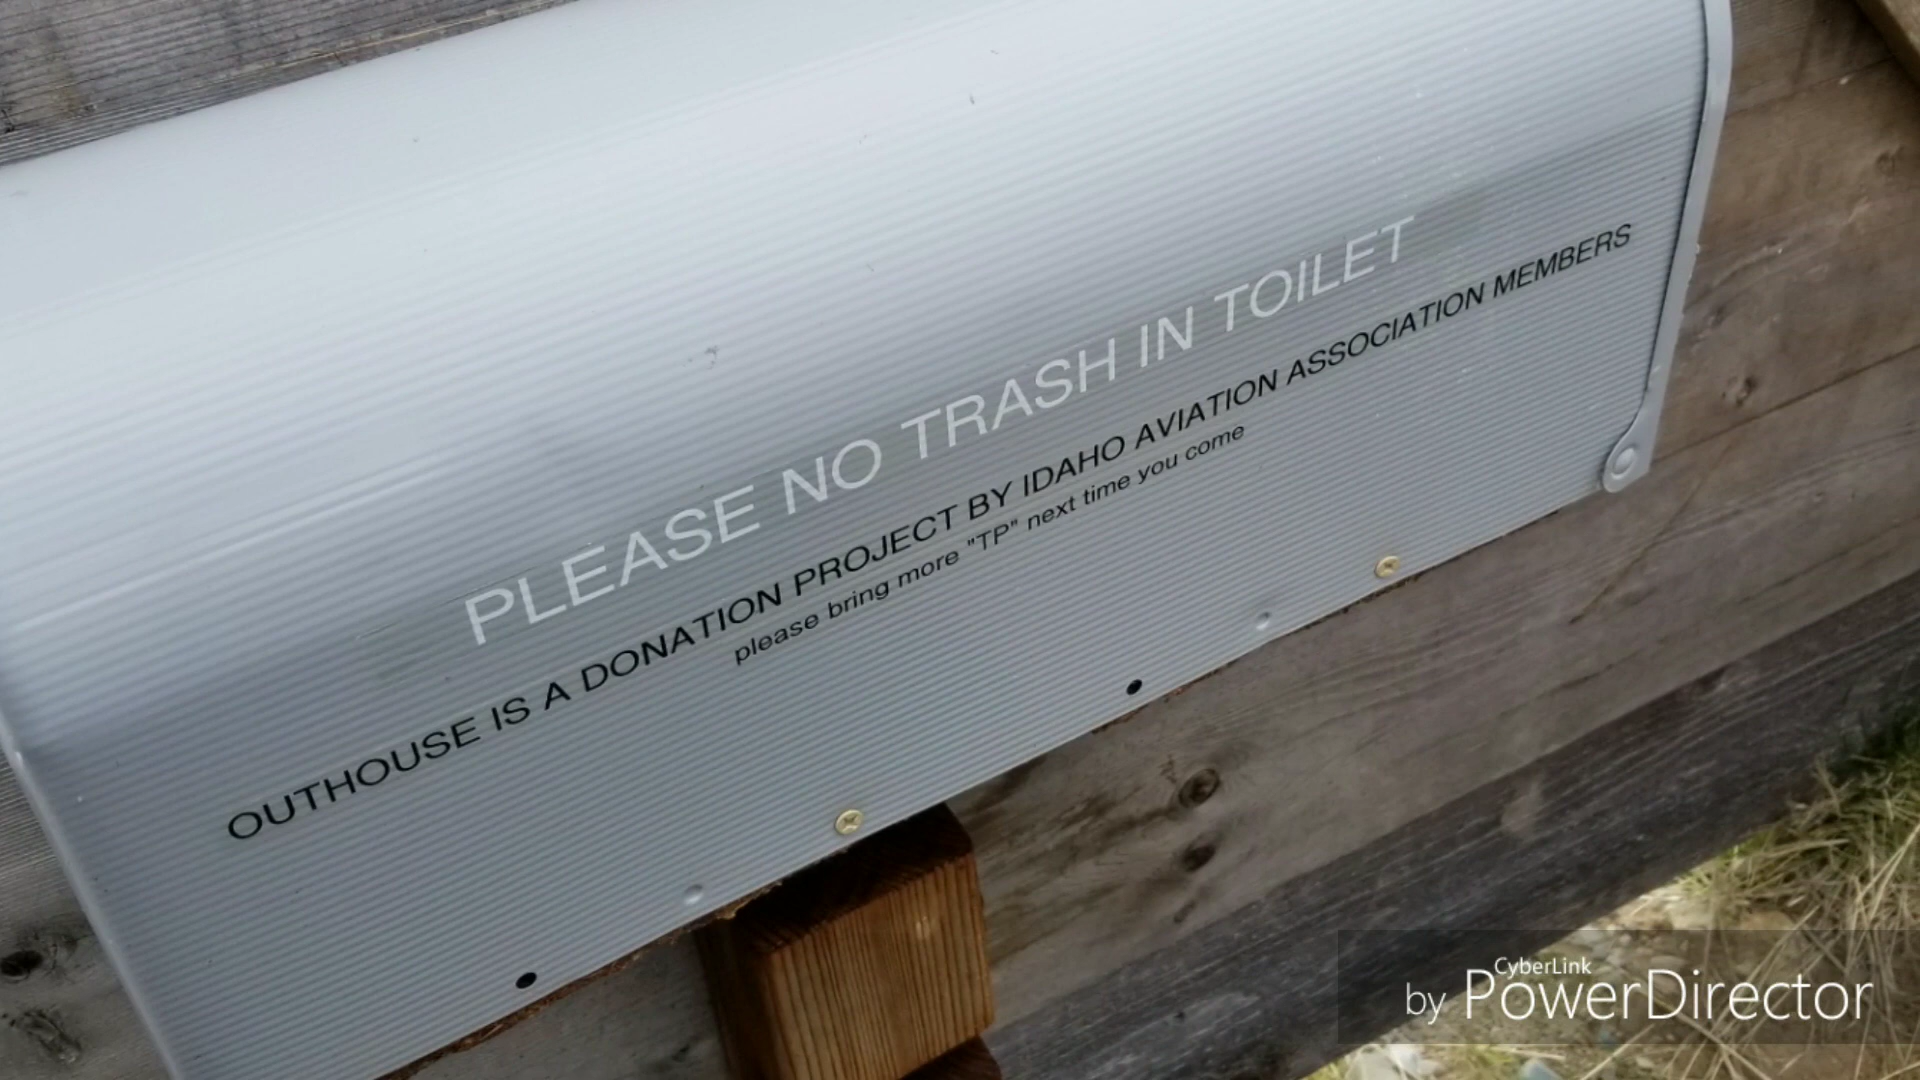 PLEASE NO TRASH IN TOILET
OUTHOUSE IS A DONATION PROJECT BY IDAHO AVIATION ASSOCIATION MEMBERS
please bring more "TP" next time you come
by CyberLink PowerDirector